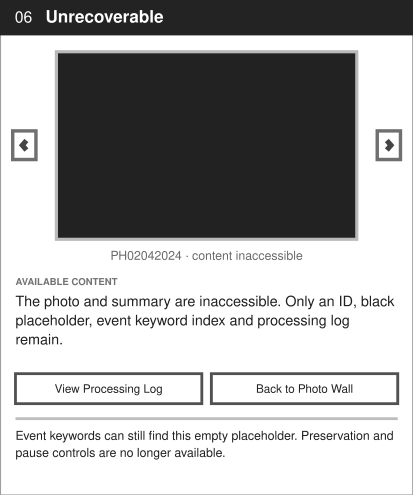 06 Unrecoverable
PH02042024 · content inaccessible
AVAILABLE CONTENT
The photo and summary are inaccessible. Only an ID, black
placeholder, event keyword index and processing log
remain.
View Processing Log
Back to Photo Wall
Event keywords can still find this empty placeholder. Preservation and
pause controls are no longer available.